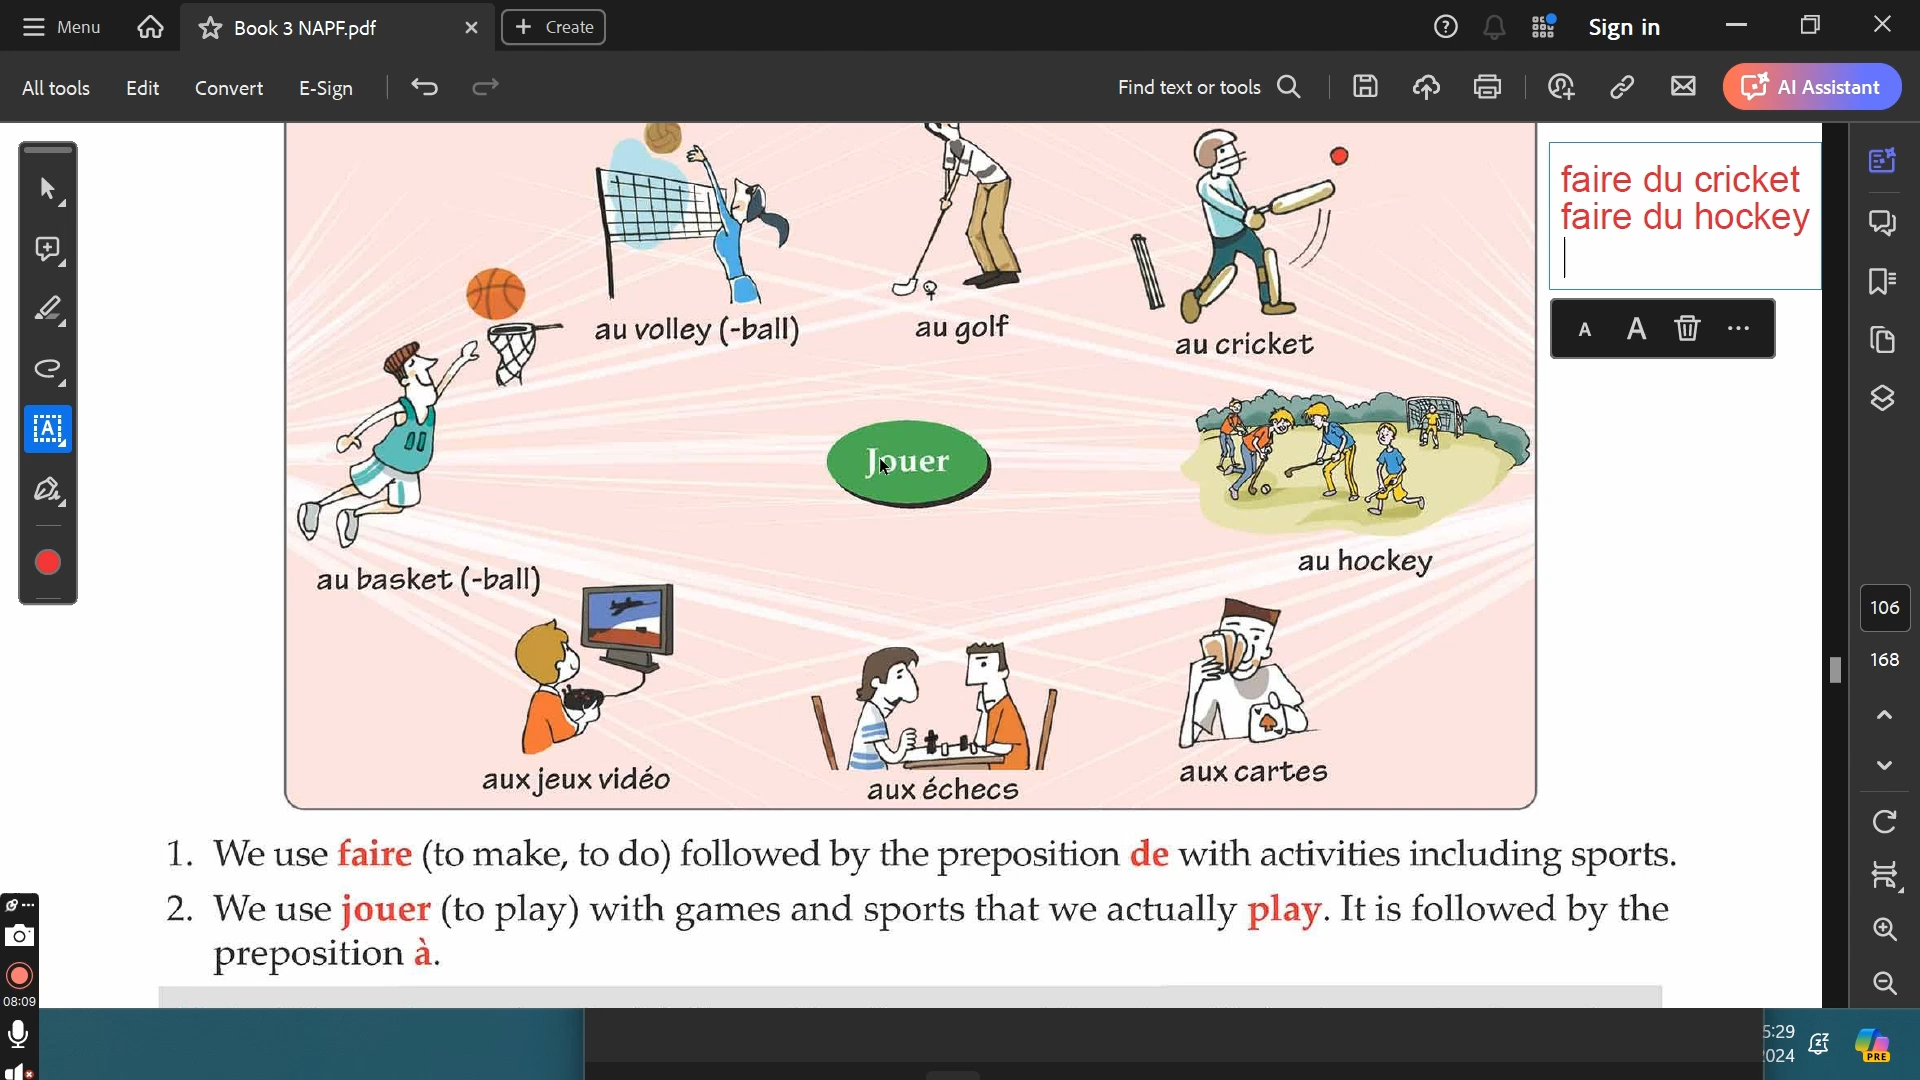 Menu
Book 3 NAPF.pdf
Create
Sign in
All tools
Edit
Convert
E-Sign
Find text or tools
AI Assistant
faire du cricket
faire du hockey
A A
au volley (-ball)
au golf
au cricket
Jouer
au basket (-ball)
au hockey
aux jeux vidéo
aux échecs
aux cartes
1. We use faire (to make, to do) followed by the preposition de with activities including sports.
2. We use jouer (to play) with games and sports that we actually play. It is followed by the
preposition à.
106
168
08:09
5:29
2024
PRE